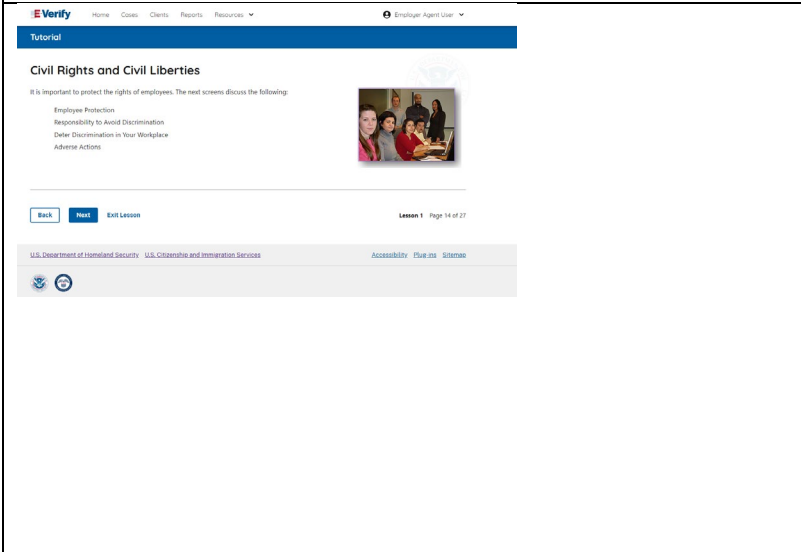 E-Verify Home Cases Clients Reports Resources Employer Agent User
Tutorial
Civil Rights and Civil Liberties
It is important to protect the rights of employees. The next screens discuss the following:
Employee Protection
Responsibility to Avoid Discrimination
Deter Discrimination in Your Workplace
Adverse Actions
Back Next Exit Lesson Lesson 1 Page 14 of 27
U.S. Department of Homeland Security U.S. Citizenship and Immigration Services Accessibility Plug-ins Sitemap